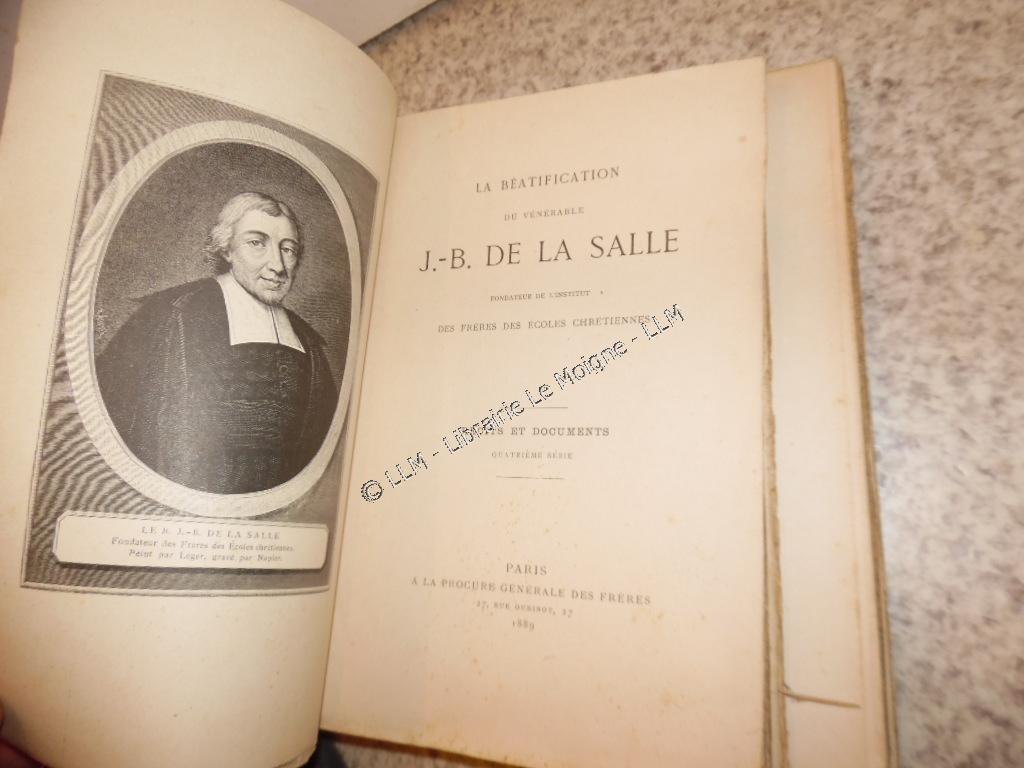 LE B. J.-B. DE LA SALLE
Fondateur des Frères des Écoles chrétiennes.
Peint par Léger, gravé par Napier.
LA BÉATIFICATION
DU VÉNÉRABLE
J.-B. DE LA SALLE
FONDATEUR DE L'INSTITUT
DES FRÈRES DES ÉCOLES CHRÉTIENNES
ET DOCUMENTS
QUATRIÈME SÉRIE
PARIS
A LA PROCURE GÉNÉRALE DES FRÈRES
27, RUE OUDINOT, 27
1889
© LLM - Librairie Le Moigne - LLM